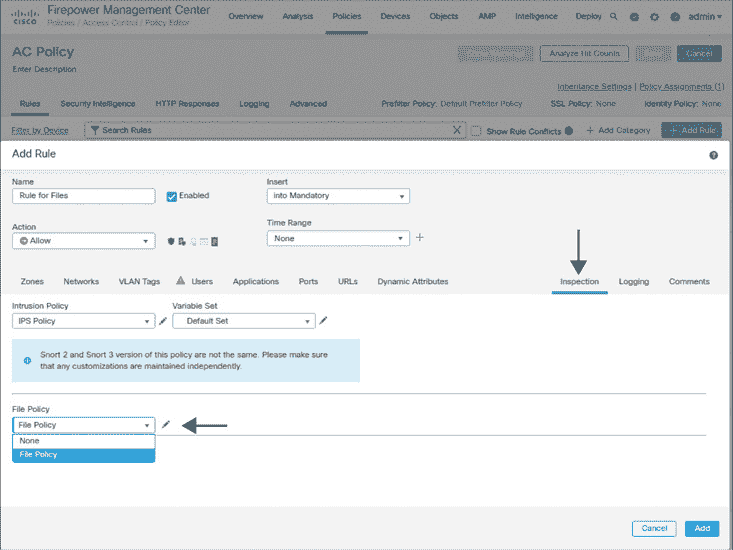 Firepower Management Center
CISCO Policies / Access Control / Policy Editor
Overview Analysis Policies Devices Objects AMP Intelligence Deploy admin
AC Policy
Enter Description
Analyze Hit Counts Cancel
Inheritance Settings | Policy Assignments (1)
Rules Security Intelligence HTTP Responses Logging Advanced Prefilter Policy: Default Prefilter Policy SSL Policy: None Identity Policy: None
Filter by Device Search Rules X Show Rule Conflicts + Add Category + Add Rule
Add Rule
Name Insert
Rule for Files Enabled into Mandatory
Action Time Range
Allow None
Zones Networks VLAN Tags Users Applications Ports URLs Dynamic Attributes Inspection Logging Comments
Intrusion Policy Variable Set
IPS Policy Default Set
Snort 2 and Snort 3 version of this policy are not the same. Please make sure
that any customizations are maintained independently.
File Policy
File Policy
None
File Policy
Cancel Add